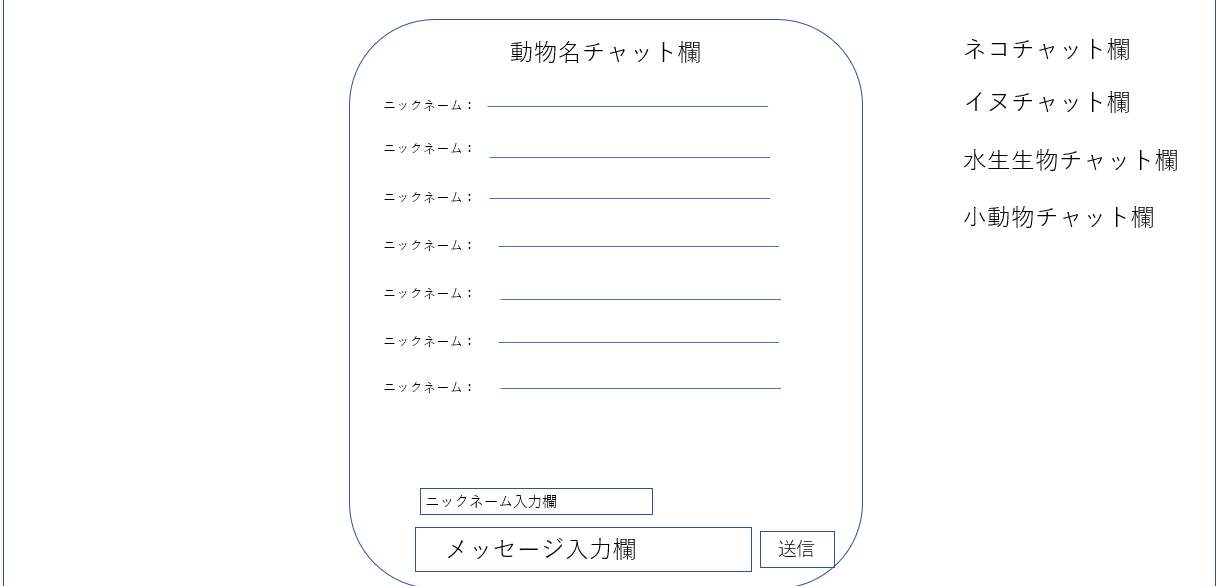 動物名チャット欄
ニックネーム：
ニックネーム：
ニックネーム：
ニックネーム：
ニックネーム：
ニックネーム：
ニックネーム：
ニックネーム入力欄
メッセージ入力欄
送信
ネコチャット欄
イヌチャット欄
水生生物チャット欄
小動物チャット欄